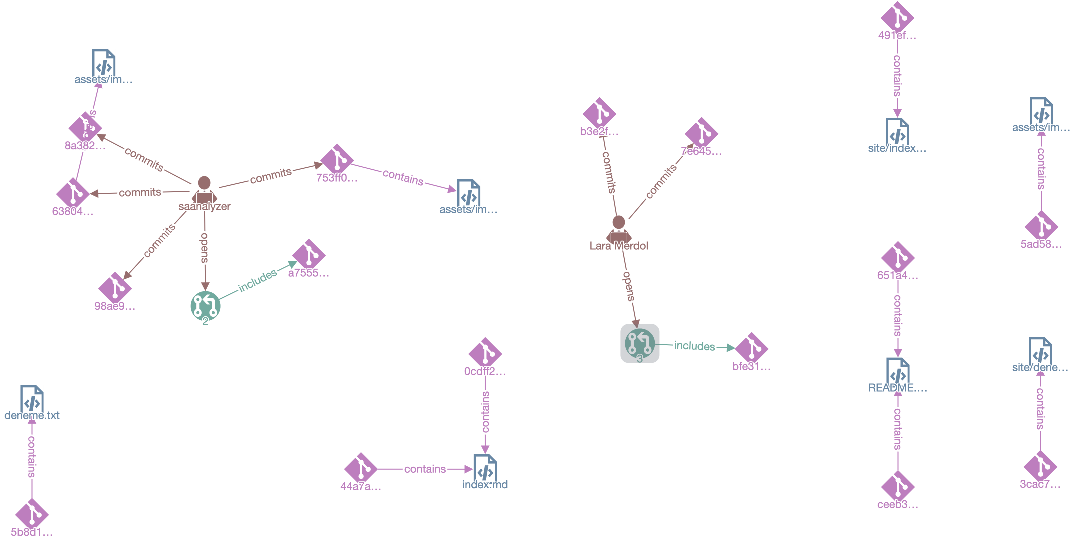 491ef...
contains
site/index...
assets/im...
contains
5ad58...
assets/im...
8a382...
63804...
commits
commits
saanalyzer
commits
753ff0...
contains
assets/im...
commits
98ae9...
opens
2
includes
a7555...
b3e2f...
commits
7e645...
commits
Lara Merdol
opens
3
includes
bfe31...
651a4...
contains
README....
contains
ceeb3...
site/dene...
contains
3cac7...
0cdff2...
contains
44a7a...
contains
index.md
deneme.txt
contains
5b8d1...